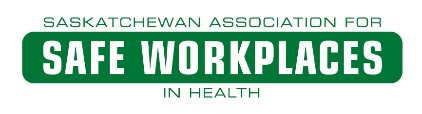 SASKATCHEWAN ASSOCIATION FOR
SAFE WORKPLACES
IN HEALTH